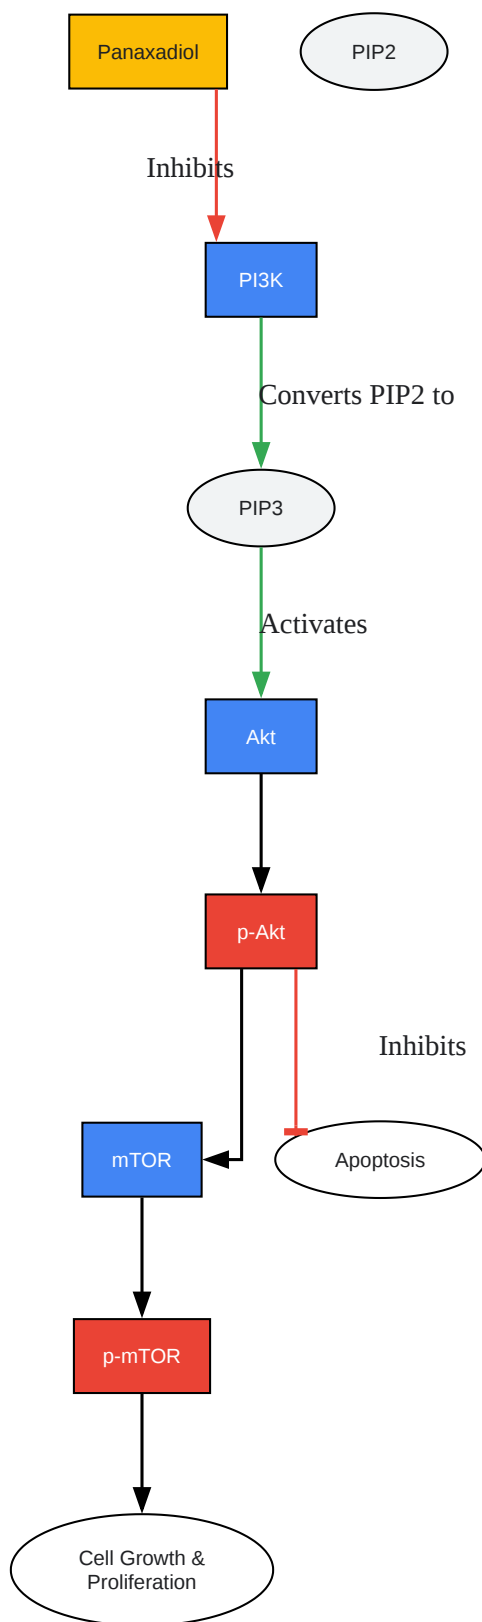 Panaxadiol
PIP2
Inhibits
PI3K
Converts PIP2 to
PIP3
Activates
Akt
p-Akt
Inhibits
mTOR
Apoptosis
p-mTOR
Cell Growth &
Proliferation